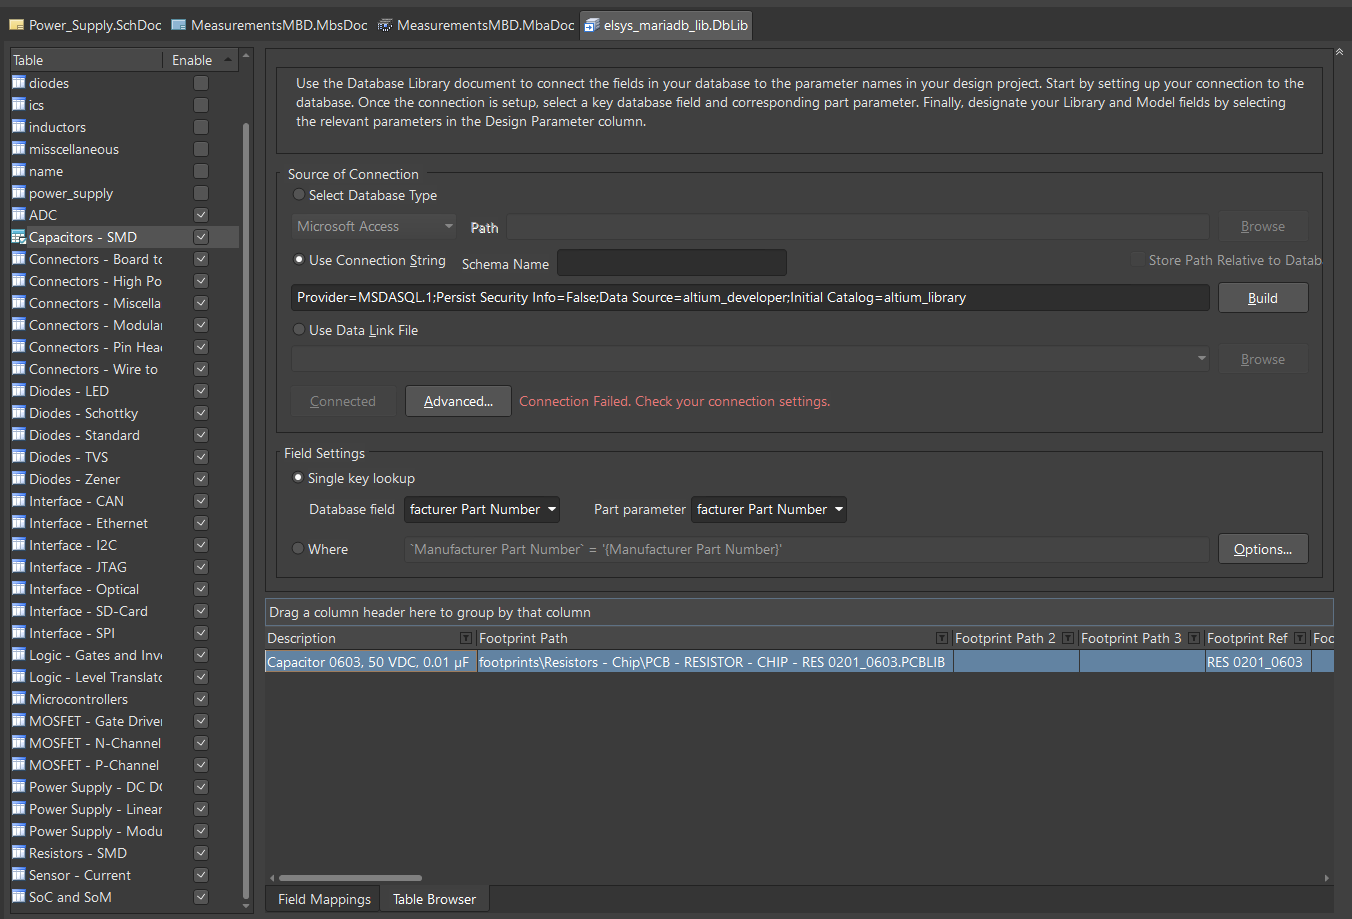 Power_Supply.SchDoc MeasurementsMBD.MbsDoc MeasurementsMBD.MbaDoc elsys_mariadb_lib.DbLib
Table Enable
diodes
ics
inductors
misscellaneous
name
power_supply
ADC
Capacitors - SMD
Connectors - Board to
Connectors - High Po
Connectors - Miscella
Connectors - Modular
Connectors - Pin Head
Connectors - Wire to
Diodes - LED
Diodes - Schottky
Diodes - Standard
Diodes - TVS
Diodes - Zener
Interface - CAN
Interface - Ethernet
Interface - I2C
Interface - JTAG
Interface - Optical
Interface - SD-Card
Interface - SPI
Logic - Gates and Inve
Logic - Level Translato
Microcontrollers
MOSFET - Gate Driver
MOSFET - N-Channel
MOSFET - P-Channel
Power Supply - DC DC
Power Supply - Linear
Power Supply - Modu
Resistors - SMD
Sensor - Current
SoC and SoM
Use the Database Library document to connect the fields in your database to the parameter names in your design project. Start by setting up your connection to the
database. Once the connection is setup, select a key database field and corresponding part parameter. Finally, designate your Library and Model fields by selecting
the relevant parameters in the Design Parameter column.
Source of Connection
Select Database Type
Microsoft Access Path Browse
Use Connection String Schema Name Store Path Relative to Datab
Provider=MSDASQL.1;Persist Security Info=False;Data Source=altium_developer;Initial Catalog=altium_library Build
Use Data Link File
Browse
Connected Advanced... Connection Failed. Check your connection settings.
Field Settings
Single key lookup
Database field facturer Part Number Part parameter facturer Part Number
Where `Manufacturer Part Number` = '{Manufacturer Part Number}' Options...
Drag a column header here to group by that column
Description Footprint Path Footprint Path 2 Footprint Path 3 Footprint Ref Foo
Capacitor 0603, 50 VDC, 0.01 µF footprints\Resistors - Chip\PCB - RESISTOR - CHIP - RES 0201_0603.PCBLIB RES 0201_0603
Field Mappings Table Browser